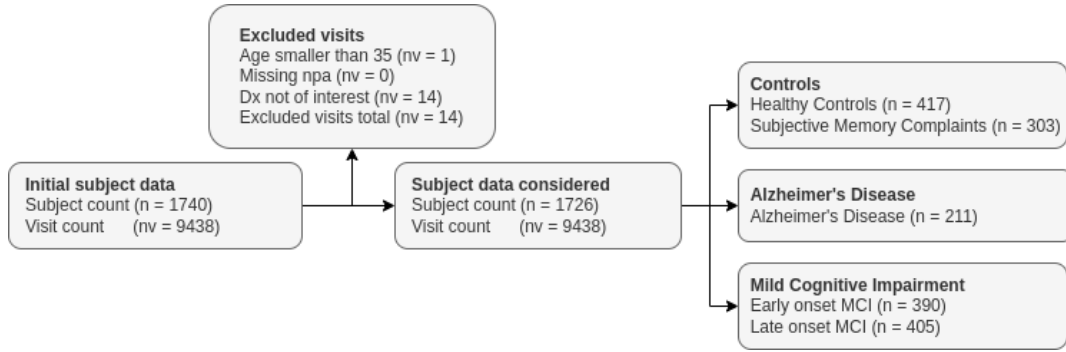 Excluded visits
Age smaller than 35 (nv = 1)
Missing npa (nv = 0)
Dx not of interest (nv = 14)
Excluded visits total (nv = 14)
Initial subject data
Subject count (n = 1740)
Visit count (nv = 9438)
Subject data considered
Subject count (n = 1726)
Visit count (nv = 9438)
Controls
Healthy Controls (n = 417)
Subjective Memory Complaints (n = 303)
Alzheimer's Disease
Alzheimer's Disease (n = 211)
Mild Cognitive Impairment
Early onset MCI (n = 390)
Late onset MCI (n = 405)